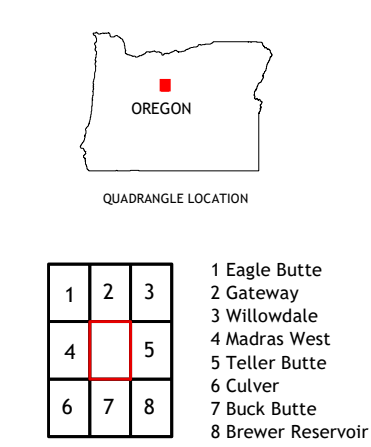 OREGON
QUADRANGLE LOCATION
1 2 3
4 5
6 7 8
1 Eagle Butte
2 Gateway
3 Willowdale
4 Madras West
5 Teller Butte
6 Culver
7 Buck Butte
8 Brewer Reservoir